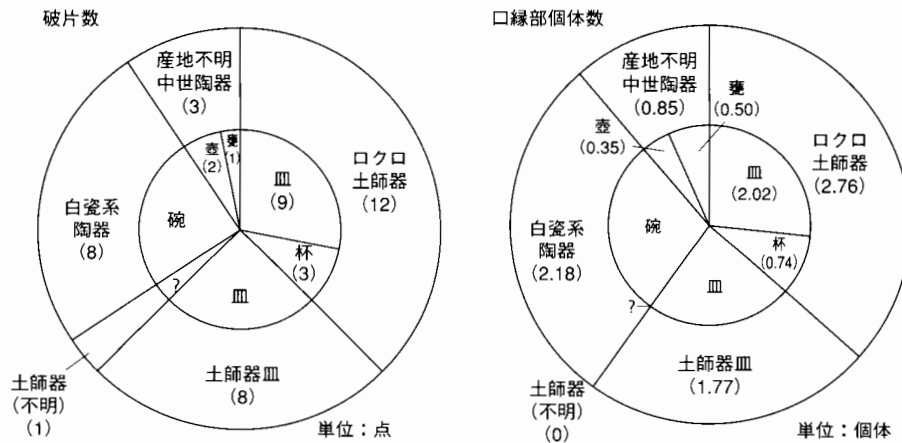 破片数
産地不明
中世陶器
(3)
壺
(2)
甕
(1)
皿
(9)
ロクロ
土師器
(12)
白瓷系
陶器
(8)
碗
杯
(3)
?
皿
土師器
(不明)
(1)
土師器皿
(8)
単位:点
口縁部個体数
産地不明
中世陶器
(0.85)
甕
(0.50)
壺
(0.35)
ロクロ
土師器
(2.76)
皿
(2.02)
白瓷系
陶器
(2.18)
碗
杯
(0.74)
?
皿
土師器
(不明)
(0)
土師器皿
(1.77)
単位:個体